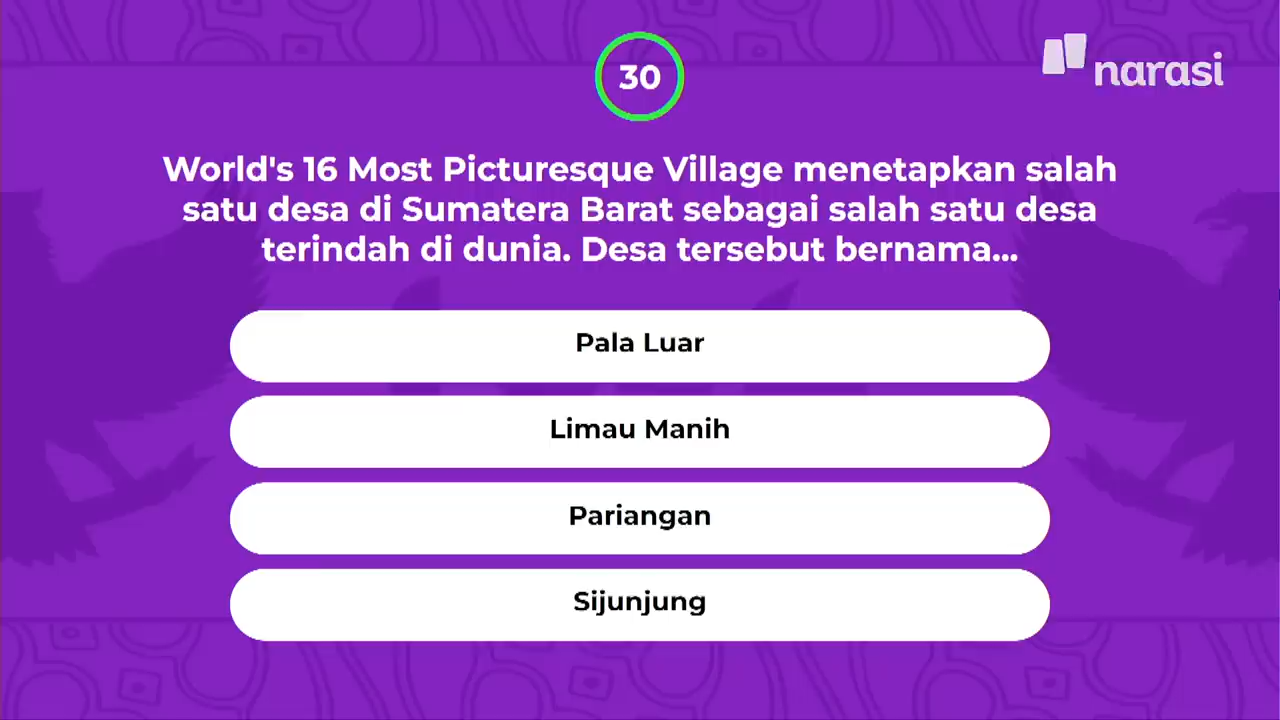 30
narasi
World's 16 Most Picturesque Village menetapkan salah
satu desa di Sumatera Barat sebagai salah satu desa
terindah di dunia. Desa tersebut bernama...
Pala Luar
Limau Manih
Pariangan
Sijunjung